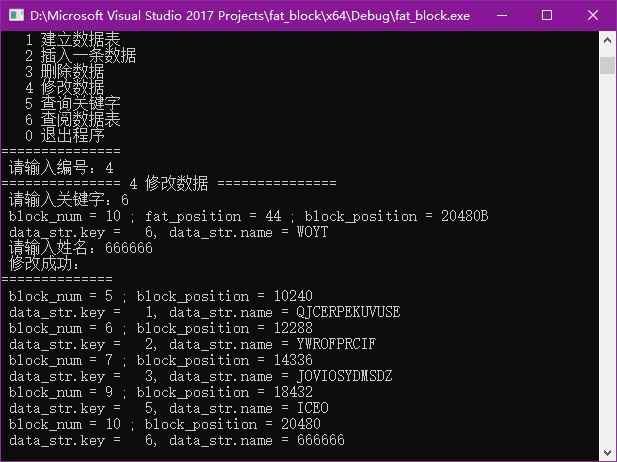 D:\Microsoft Visual Studio 2017 Projects\fat_block\x64\Debug\fat_block.exe
1 建立数据表
2 插入一条数据
3 删除数据
4 修改数据
5 查询关键字
6 查阅数据表
0 退出程序
===============
请输入编号：4
=============== 4 修改数据 ===============
请输入关键字：6
block_num = 10 ; fat_position = 44 ; block_position = 20480B
data_str.key =   6, data_str.name = WOYT
请输入姓名：666666
修改成功：
==============
block_num = 5 ; block_position = 10240
data_str.key =   1, data_str.name = QJCERPEKUVUSE
block_num = 6 ; block_position = 12288
data_str.key =   2, data_str.name = YWROFPRCIF
block_num = 7 ; block_position = 14336
data_str.key =   3, data_str.name = JOVIOSYDMSDZ
block_num = 9 ; block_position = 18432
data_str.key =   5, data_str.name = ICEO
block_num = 10 ; block_position = 20480
data_str.key =   6, data_str.name = 666666